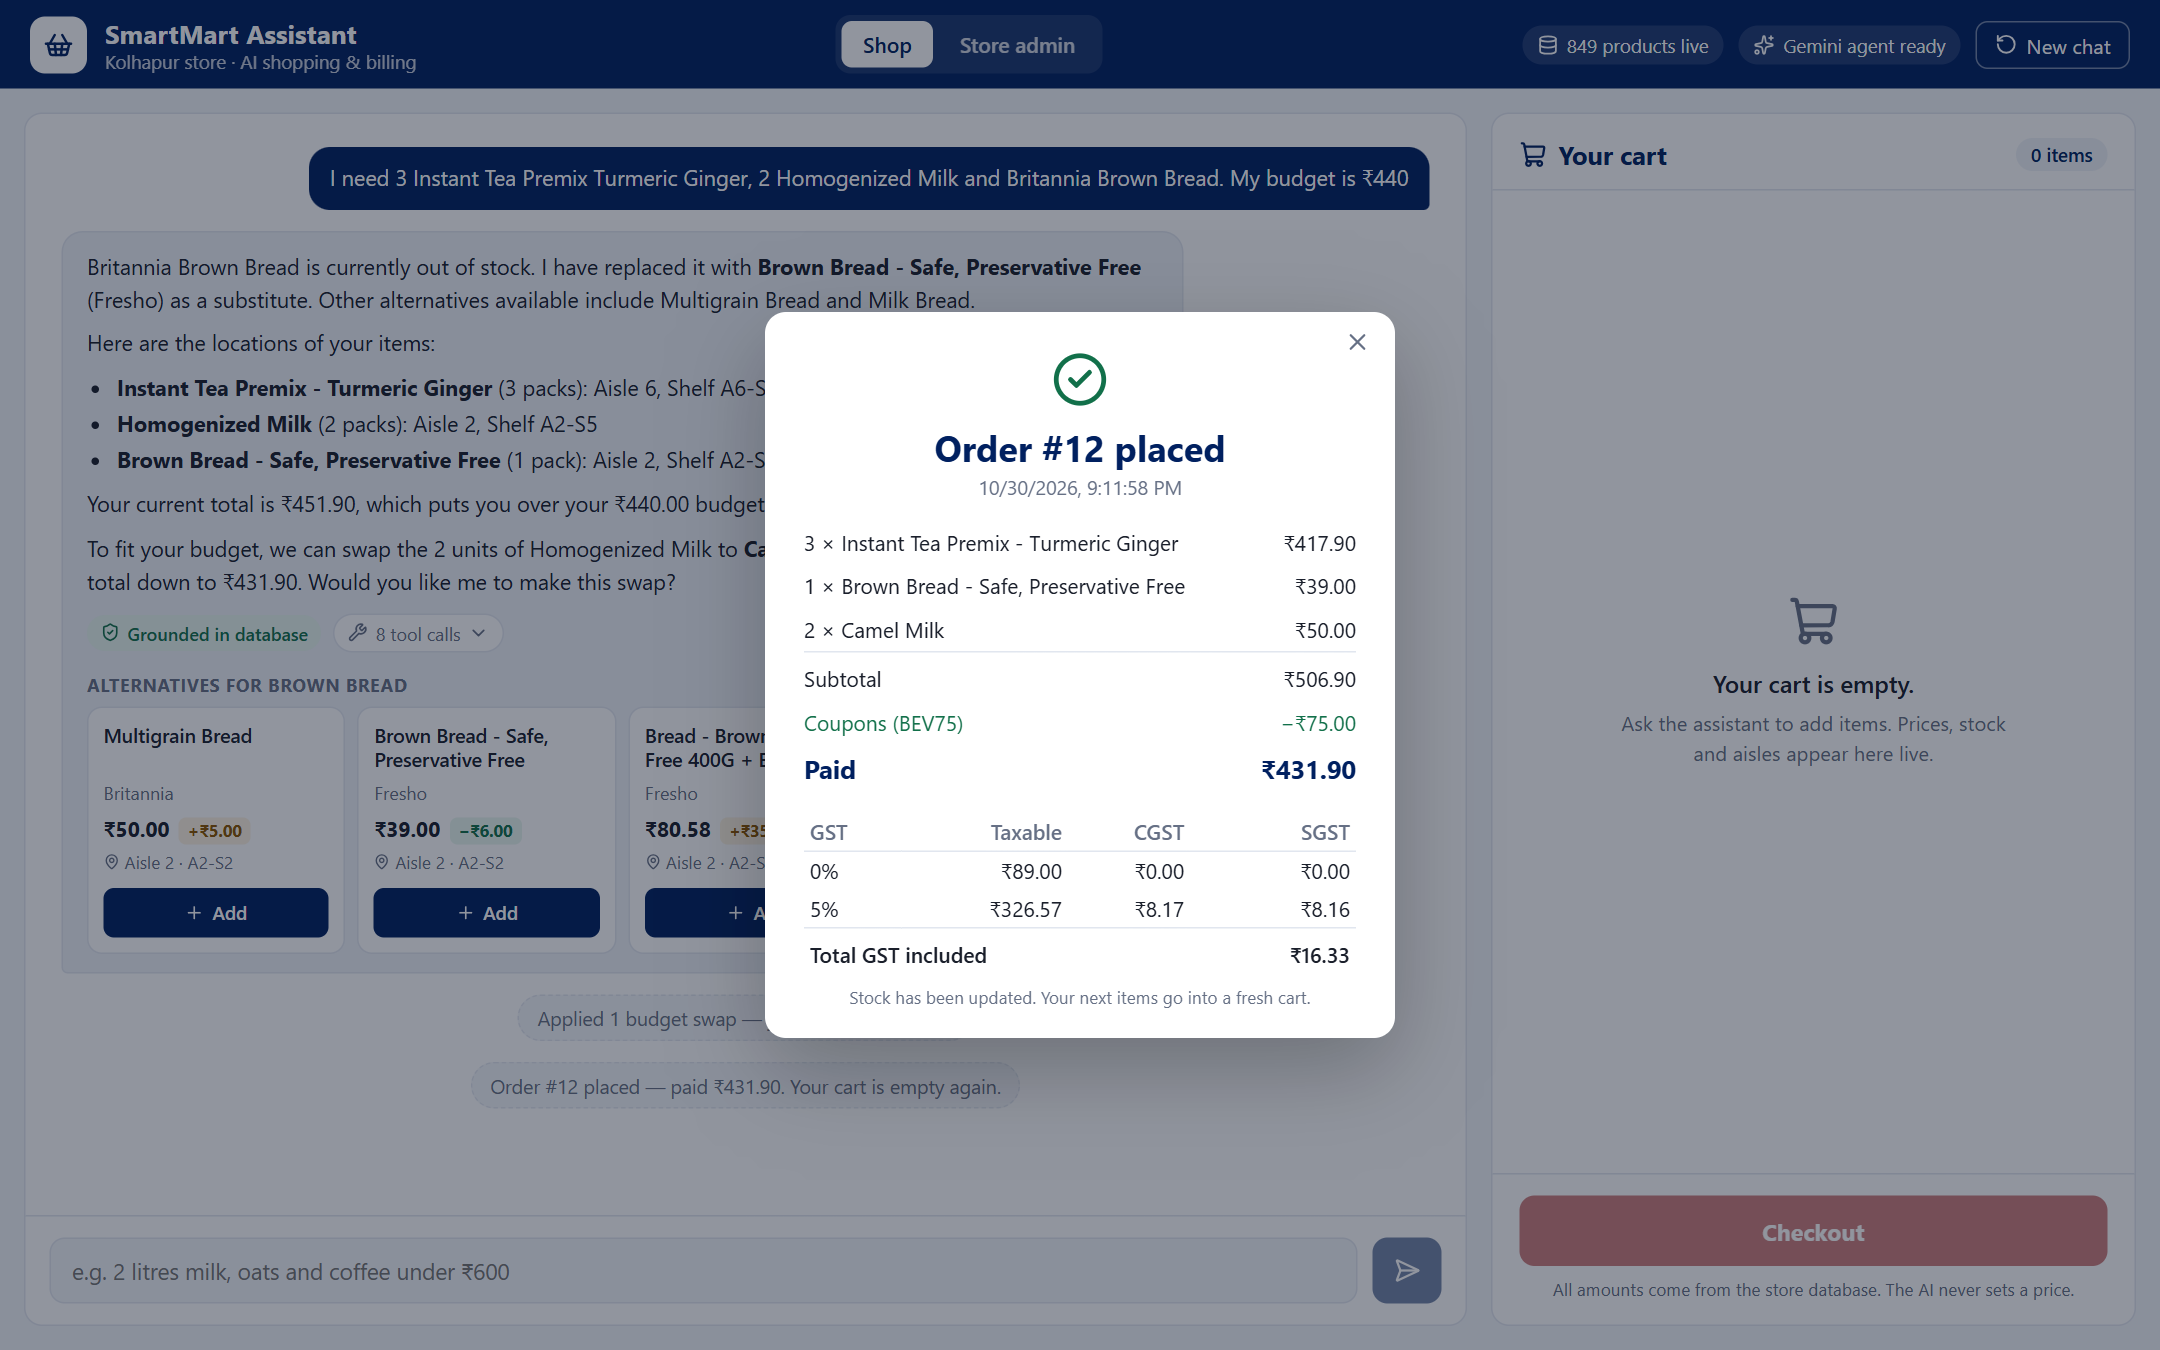 SmartMart Assistant
Kolhapur store · AI shopping & billing
Shop
Store admin
849 products live
Gemini agent ready
New chat
I need 3 Instant Tea Premix Turmeric Ginger, 2 Homogenized Milk and Britannia Brown Bread. My budget is ₹440
Britannia Brown Bread is currently out of stock. I have replaced it with Brown Bread - Safe, Preservative Free
(Fresho) as a substitute. Other alternatives available include Multigrain Bread and Milk Bread.
Here are the locations of your items:
• Instant Tea Premix - Turmeric Ginger (3 packs): Aisle 6, Shelf A6-S
• Homogenized Milk (2 packs): Aisle 2, Shelf A2-S5
• Brown Bread - Safe, Preservative Free (1 pack): Aisle 2, Shelf A2-S
Your current total is ₹451.90, which puts you over your ₹440.00 budget
To fit your budget, we can swap the 2 units of Homogenized Milk to
total down to ₹431.90. Would you like me to make this swap?
Grounded in database
8 tool calls
ALTERNATIVES FOR BROWN BREAD
Multigrain Bread
Britannia
₹50.00 +₹5.00
Aisle 2 · A2-S2
+ Add
Brown Bread - Safe,
Preservative Free
Fresho
₹39.00 −₹6.00
Aisle 2 · A2-S2
+ Add
Bread - Brown
Free 400G +
Fresho
₹80.58 +₹35
Aisle 2 · A2-S
+
Applied 1 budget swap —
Order #12 placed — paid ₹431.90. Your cart is empty again.
e.g. 2 litres milk, oats and coffee under ₹600
Order #12 placed
10/30/2026, 9:11:58 PM
3 × Instant Tea Premix - Turmeric Ginger ₹417.90
1 × Brown Bread - Safe, Preservative Free ₹39.00
2 × Camel Milk ₹50.00
Subtotal ₹506.90
Coupons (BEV75) −₹75.00
Paid ₹431.90
GST Taxable CGST SGST
0% ₹89.00 ₹0.00 ₹0.00
5% ₹326.57 ₹8.17 ₹8.16
Total GST included ₹16.33
Stock has been updated. Your next items go into a fresh cart.
Your cart
0 items
Your cart is empty.
Ask the assistant to add items. Prices, stock
and aisles appear here live.
Checkout
All amounts come from the store database. The AI never sets a price.